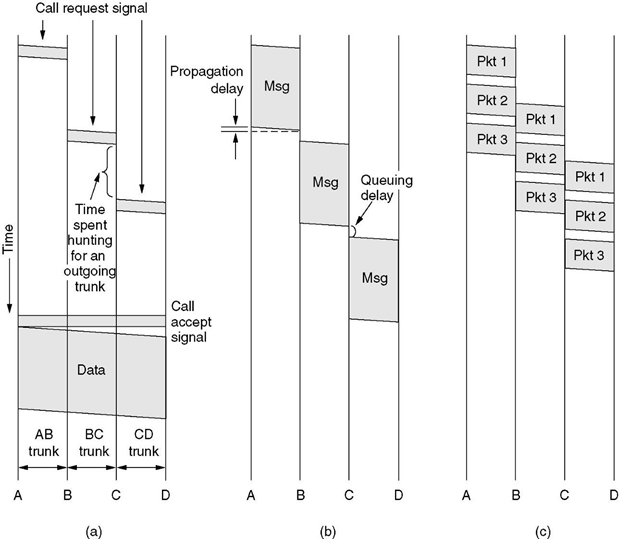 Call request signal
Time
Time
spent
hunting
for an
outgoing
trunk
Call
accept
signal
Data
AB
trunk
BC
trunk
CD
trunk
A
B
C
D
(a)
Propagation
delay
Msg
Msg
Queuing
delay
Msg
A
B
C
D
(b)
Pkt 1
Pkt 2
Pkt 3
Pkt 1
Pkt 2
Pkt 3
Pkt 1
Pkt 2
Pkt 3
A
B
C
D
(c)